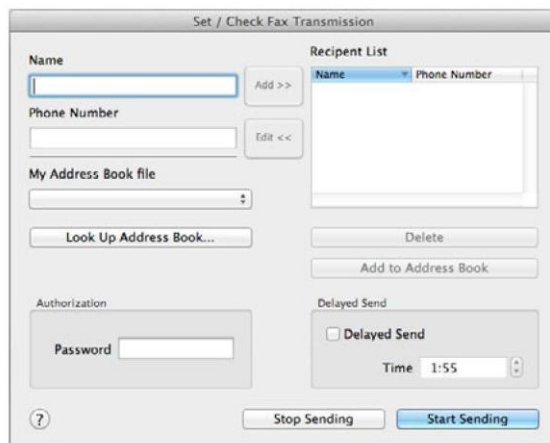 Set / Check Fax Transmission
Name
Add >>
Phone Number
Edit <<
My Address Book file
Look Up Address Book...
Recipent List
Name
Phone Number
Delete
Add to Address Book
Authorization
Password
Delayed Send
Delayed Send
Time
1:55
?
Stop Sending
Start Sending